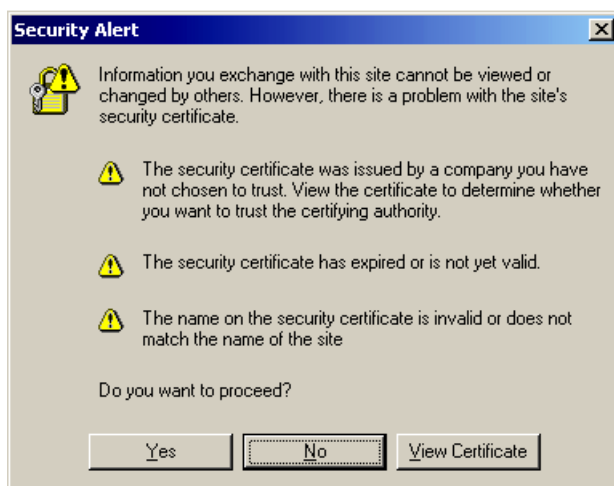 Security Alert
Information you exchange with this site cannot be viewed or
changed by others. However, there is a problem with the site's
security certificate.
The security certificate was issued by a company you have
not chosen to trust. View the certificate to determine whether
you want to trust the certifying authority.
The security certificate has expired or is not yet valid.
The name on the security certificate is invalid or does not
match the name of the site
Do you want to proceed?
Yes No View Certificate